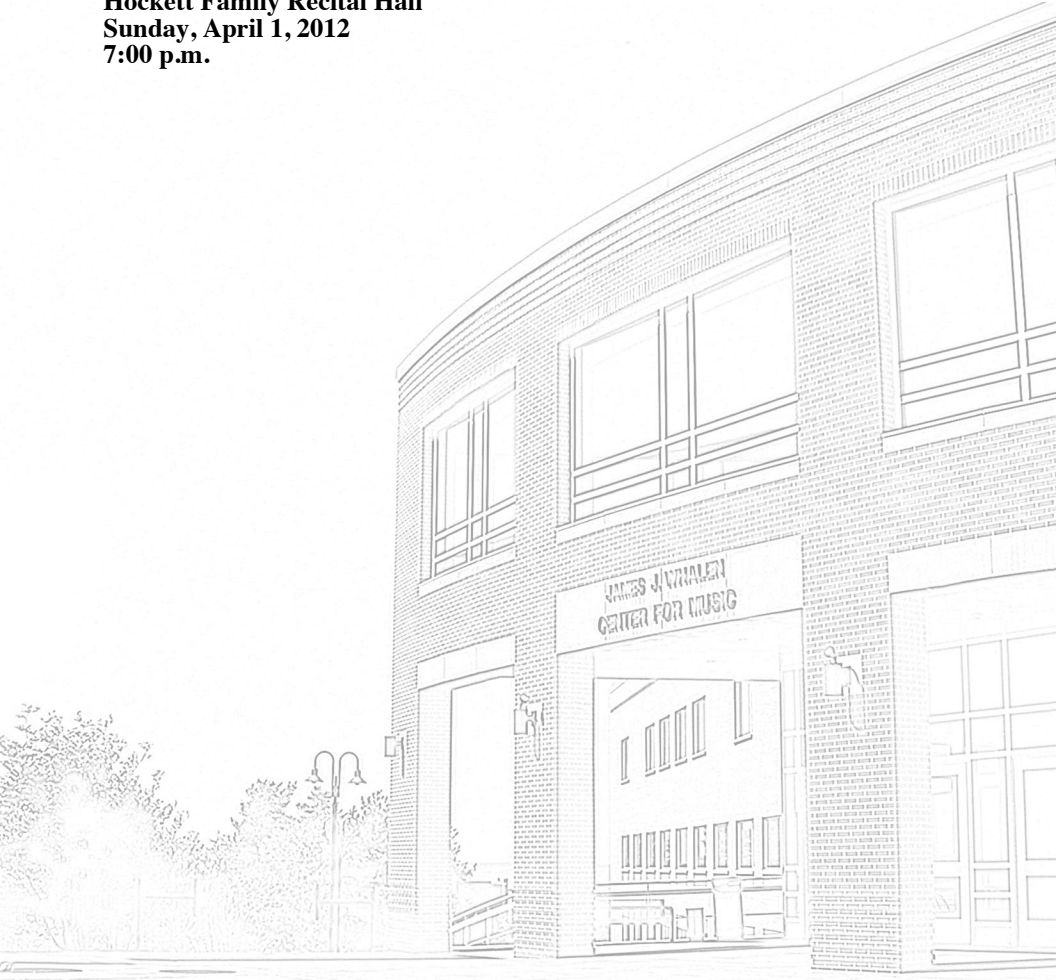 Hockett Family Recital Hall
Sunday, April 1, 2012
7:00 p.m.
JAMES J. WHALEN
CENTER FOR MUSIC